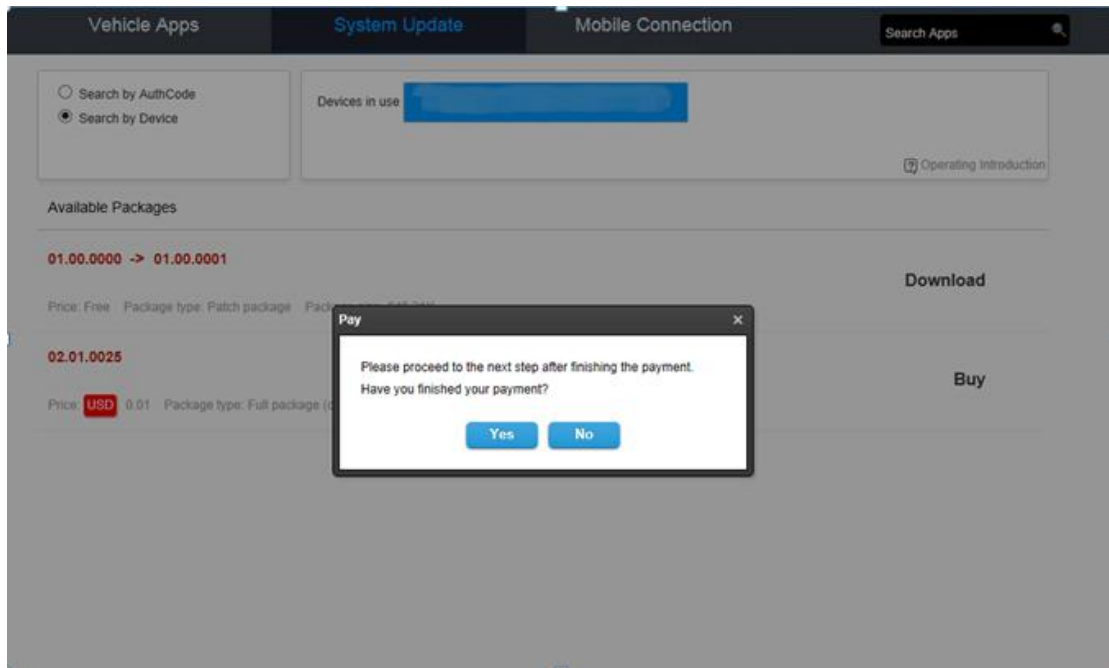 Vehicle Apps System Update Mobile Connection Search Apps
Search by AuthCode
Search by Device
Devices in use
Operating Introduction
Available Packages
01.00.0000 -> 01.00.0001
Download
Price: Free Package type: Patch package
Pay
Please proceed to the next step after finishing the payment.
Have you finished your payment?
Yes No
02.01.0025
Buy
Price: USD 0.01 Package type: Full package